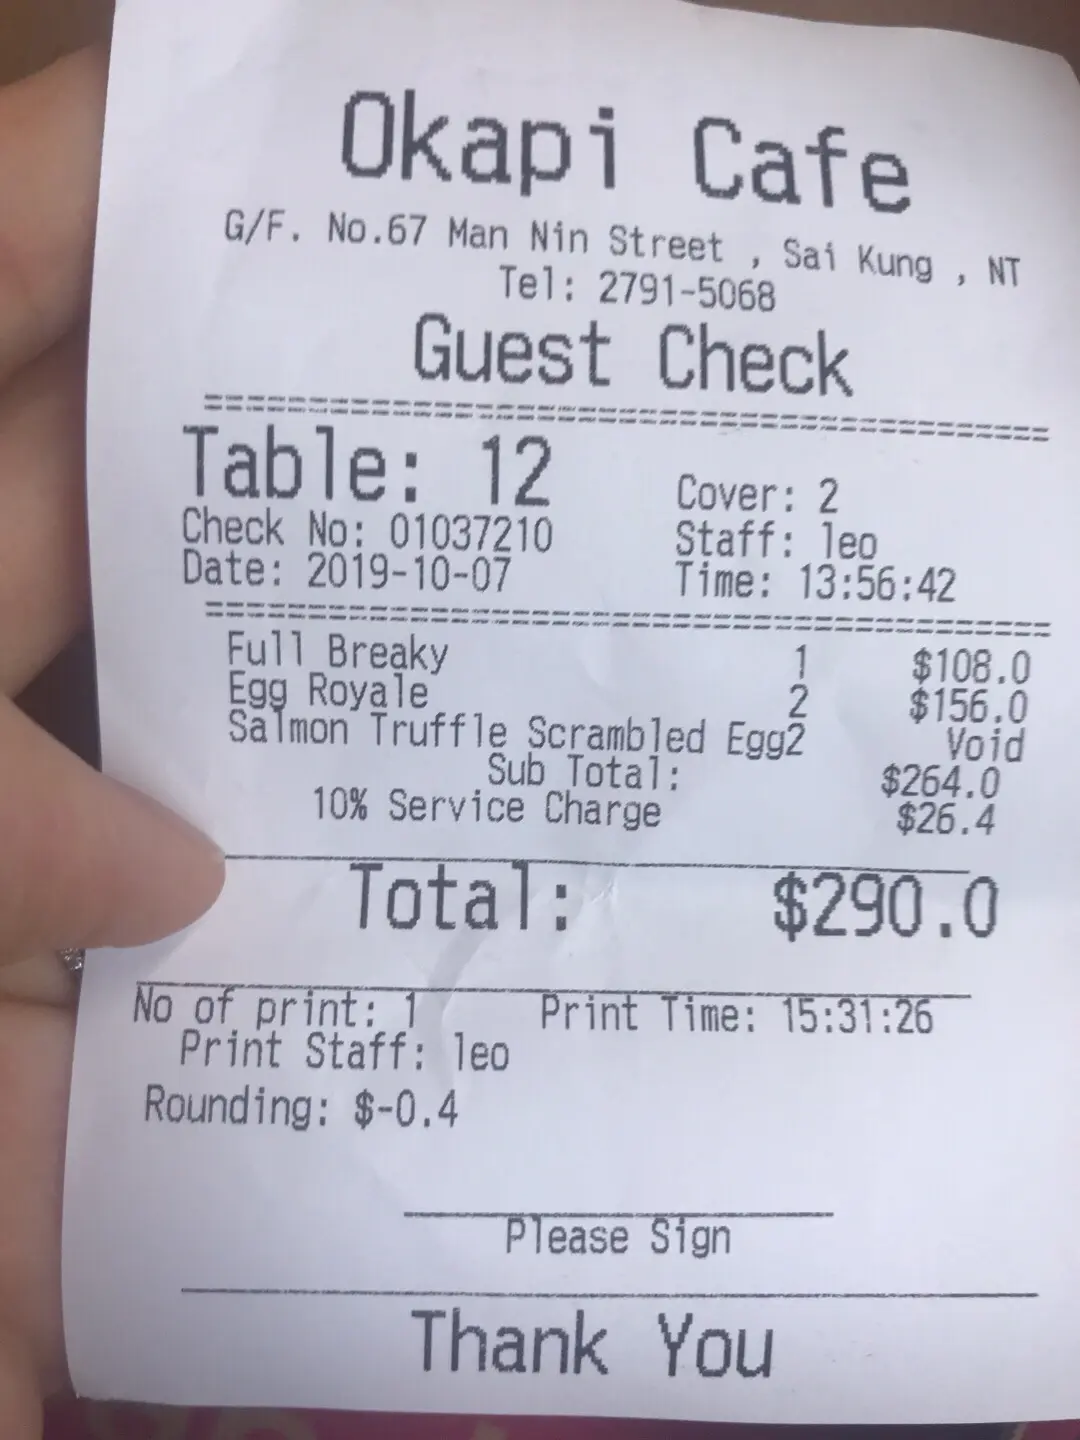 Okapi Cafe
G/F. No.67 Man Nin Street , Sai Kung , NT
Tel: 2791-5068
Guest Check
Table: 12 Cover: 2
Check No: 01037210 Staff: leo
Date: 2019-10-07 Time: 13:56:42
Full Breaky 1 $108.0
Egg Royale 2 $156.0
Salmon Truffle Scrambled Egg2 Void
Sub Total: $264.0
10% Service Charge $26.4
Total: $290.0
No of print: 1 Print Time: 15:31:26
Print Staff: leo
Rounding: $-0.4
Please Sign
Thank You